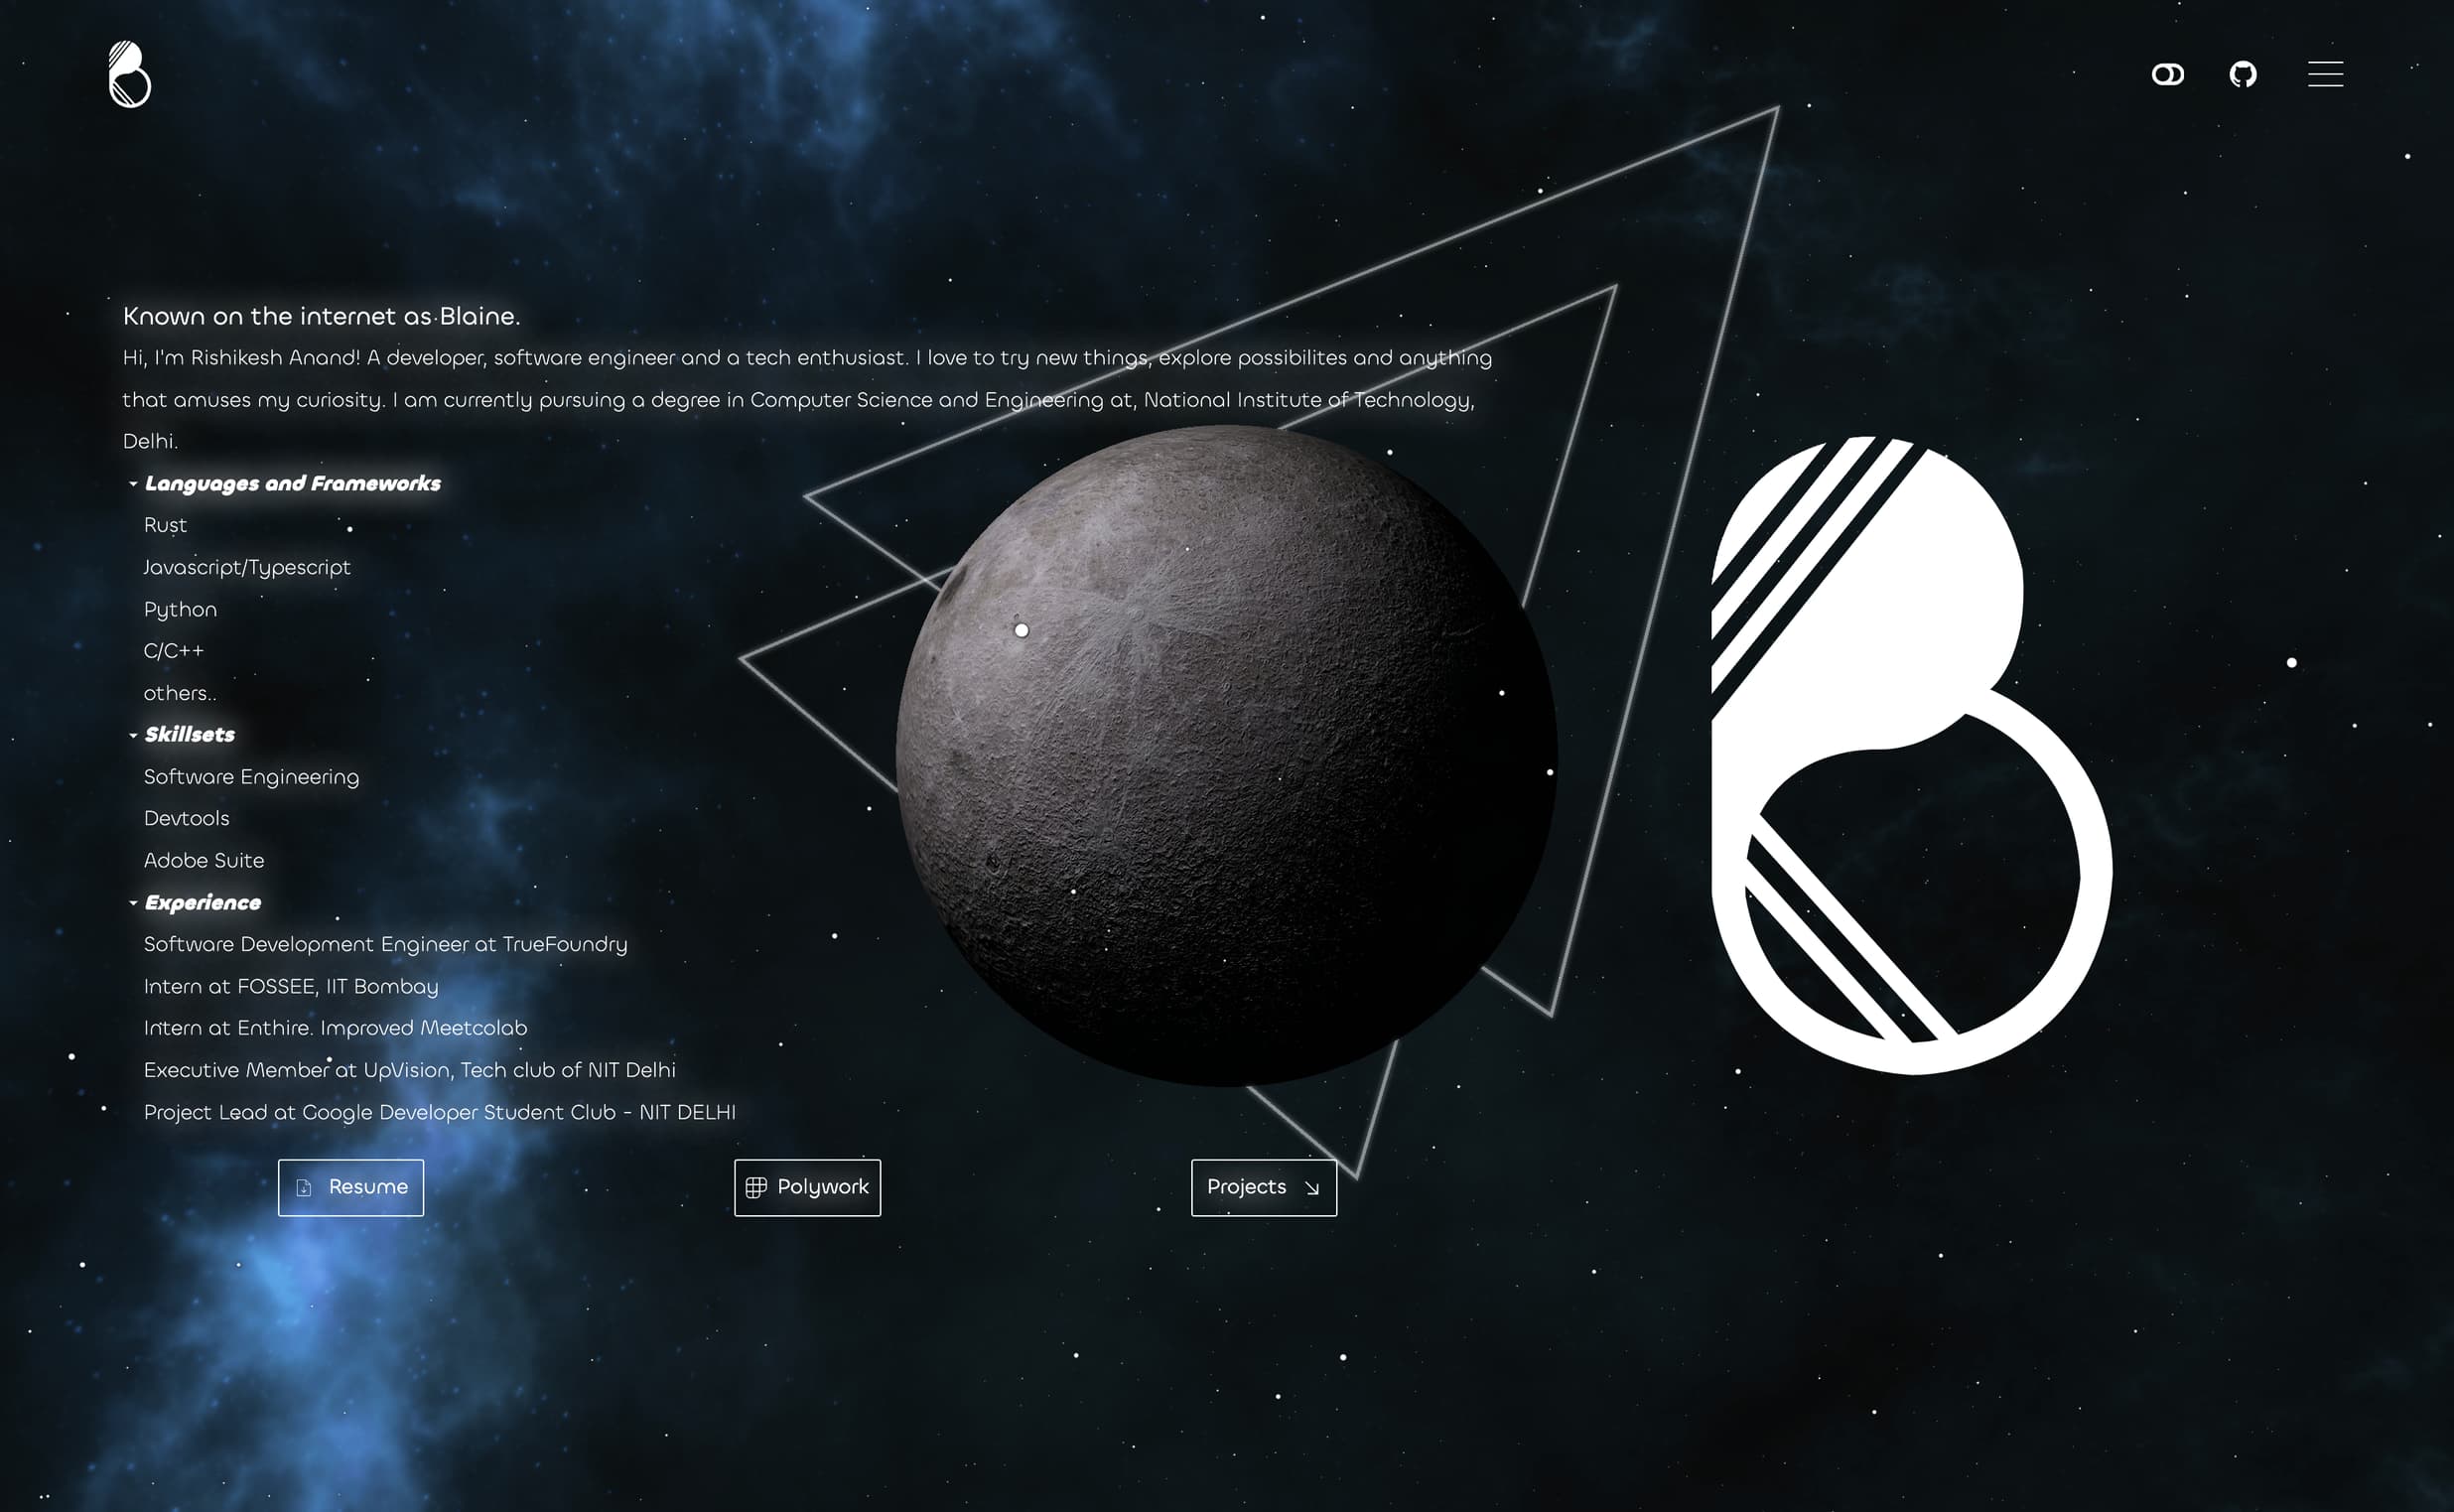 Known on the internet as Blaine.
Hi, I'm Rishikesh Anand! A developer, software engineer and a tech enthusiast. I love to try new things, explore possibilites and anything
that amuses my curiosity. I am currently pursuing a degree in Computer Science and Engineering at, National Institute of Technology,
Delhi.
Languages and Frameworks
Rust
Javascript/Typescript
Python
C/C++
others..
Skillsets
Software Engineering
Devtools
Adobe Suite
Experience
Software Development Engineer at TrueFoundry
Intern at FOSSEE, IIT Bombay
Intern at Enthire. Improved Meetcolab
Executive Member at UpVision, Tech club of NIT Delhi
Project Lead at Google Developer Student Club - NIT DELHI
Resume
Polywork
Projects